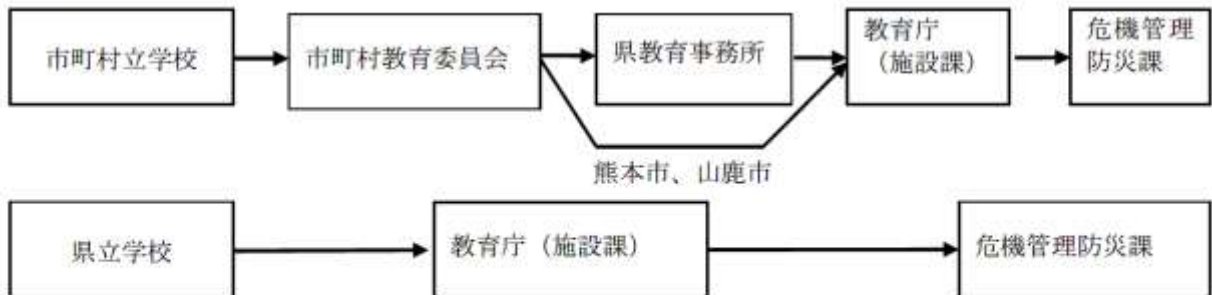 市町村立学校
市町村教育委員会
県教育事務所
教育庁
（施設課）
危機管理
防災課
熊本市、山鹿市
県立学校
教育庁（施設課）
危機管理防災課